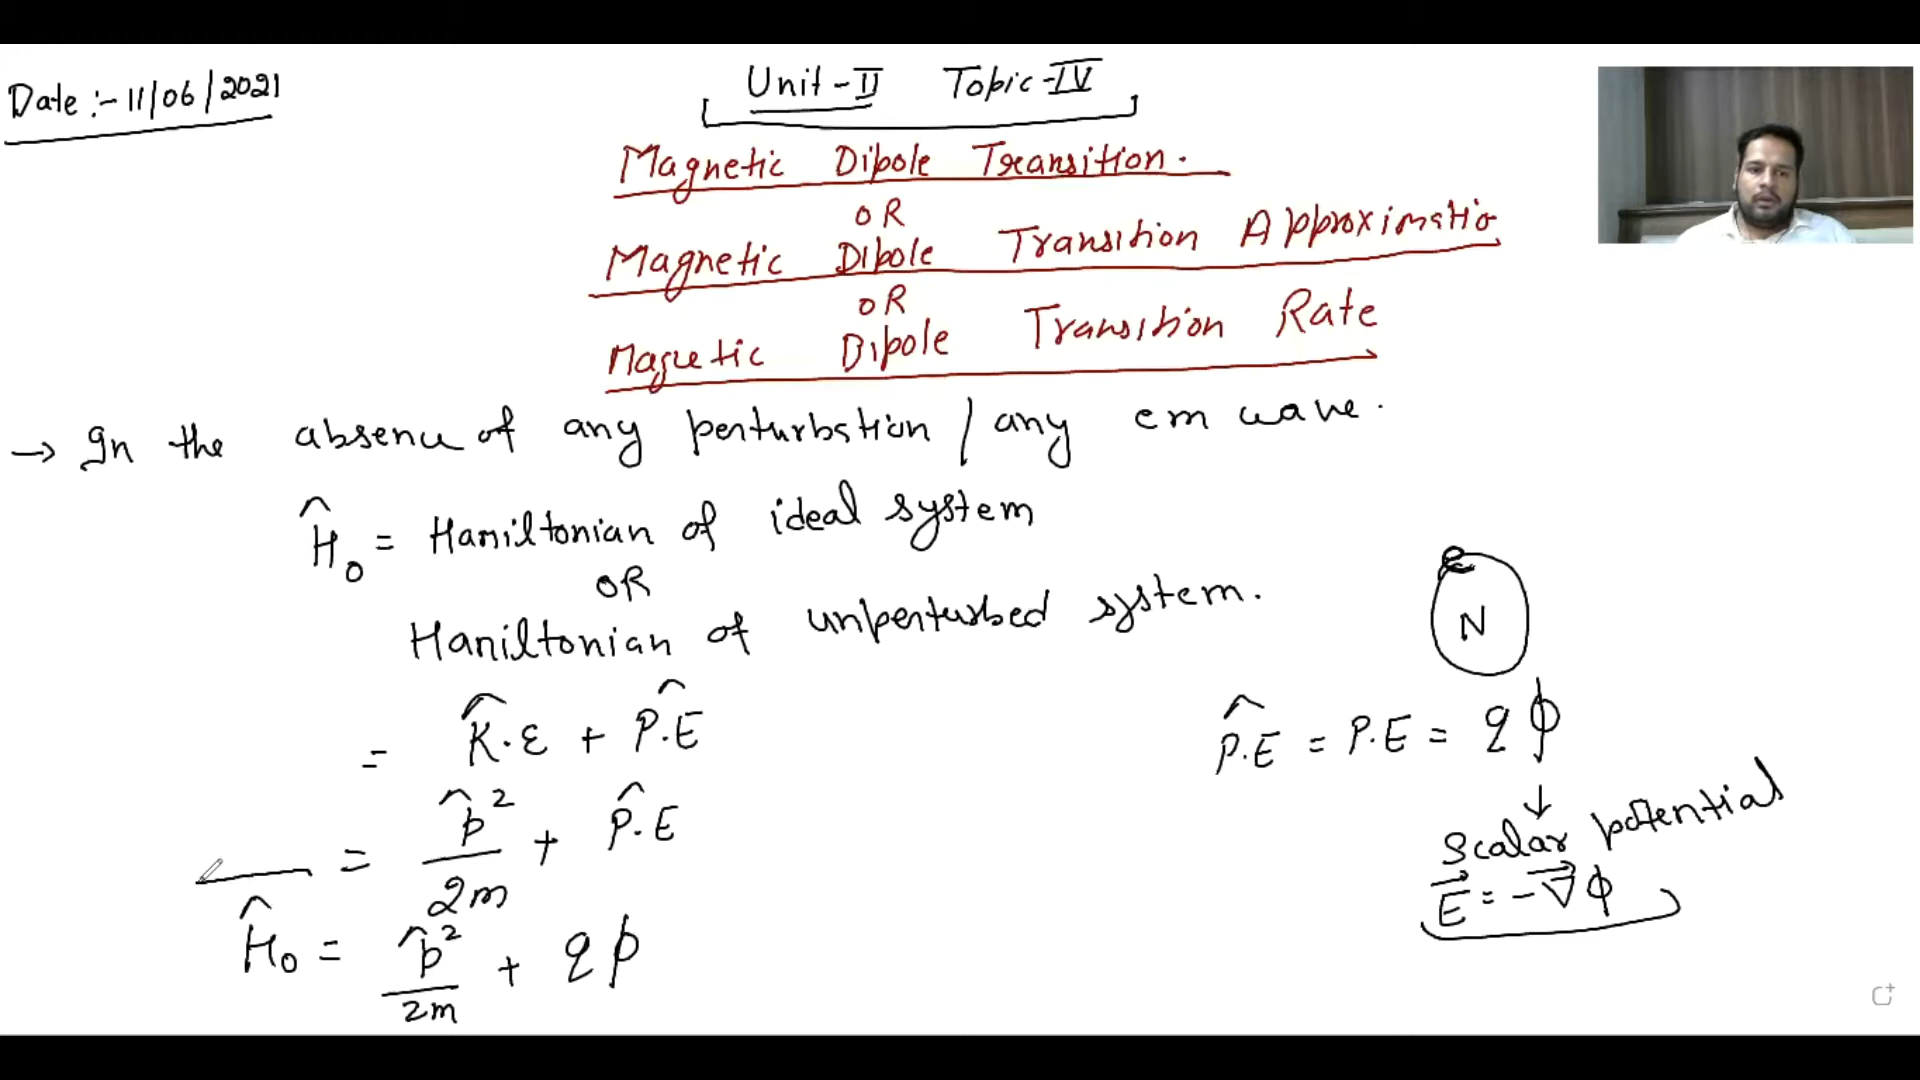 Date :- 11/06/2021
Unit-II Topic-IV
Magnetic Dipole Transition.
OR
Magnetic Dipole Transition Approximatio
OR
Magnetic Dipole Transition Rate
→ In the absence of any perturbation / any em wave.
Ĥ₀ = Hamiltonian of ideal system
OR
Hamiltonian of unperturbed system.
= K̂.E + P.Ê
= p̂²/2m + P̂.E
Ĥ₀ = p̂²/2m + qϕ
e
N
P̂.E = P.E = qϕ
↓
Scalar potential
E⃗ = -∇⃗ϕ